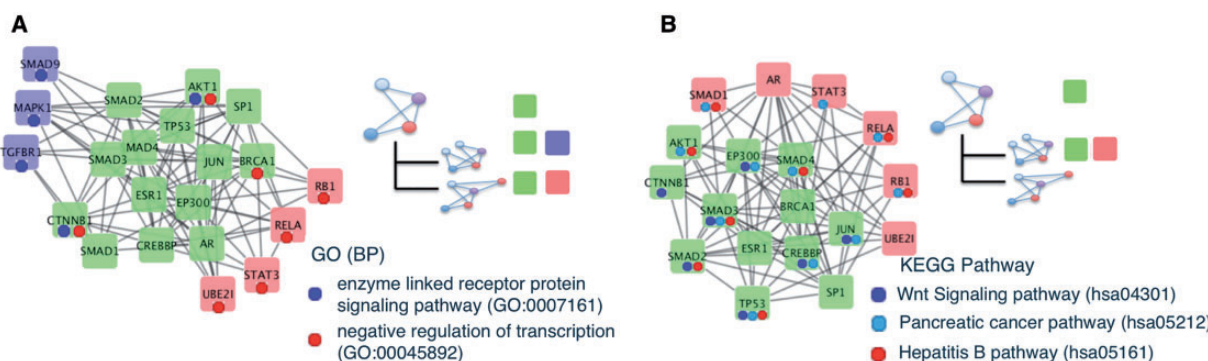 A
SMAD9
MAPK1
TGFBR1
SMAD2
AKT1
SP1
TP53
MAD4
SMAD3
JUN
BRCA1
RB1
ESR1
EP300
RELA
CTNNB1
SMAD1
CREBBP
AR
STAT3
UBE2I
GO (BP)
enzyme linked receptor protein
signaling pathway (GO:0007161)
negative regulation of transcription
(GO:00045892)
B
AR
SMAD1
STAT3
RELA
AKT1
EP300
SMAD4
RB1
CTNNB1
SMAD3
BRCA1
JUN
UBE2I
SMAD2
ESR1
CREBBP
SP1
TP53
KEGG Pathway
Wnt Signaling pathway (hsa04301)
Pancreatic cancer pathway (hsa05212)
Hepatitis B pathway (hsa05161)